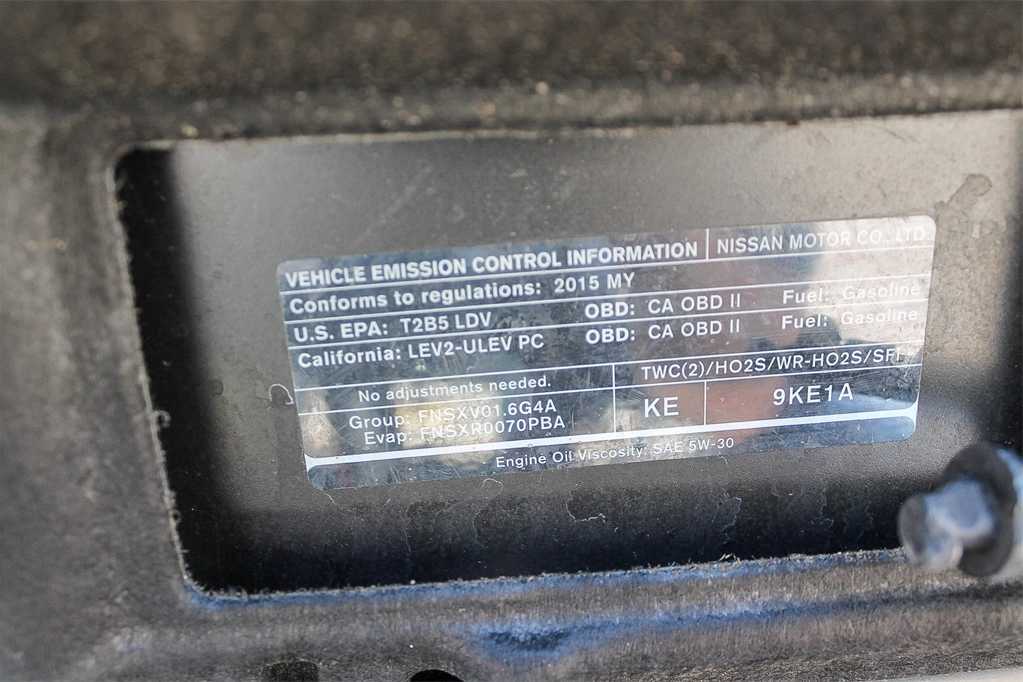 VEHICLE EMISSION CONTROL INFORMATION NISSAN MOTOR CO., LTD.
Conforms to regulations: 2015 MY
U.S. EPA: T2B5 LDV OBD: CA OBD II Fuel: Gasoline
California: LEV2-ULEV PC OBD: CA OBD II Fuel: Gasoline
No adjustments needed. TWC(2)/HO2S/WR-HO2S/SFI
Group: FNSXV01.6G4A KE 9KE1A
Evap: FNSXR0070PBA
Engine Oil Viscosity: SAE 5W-30